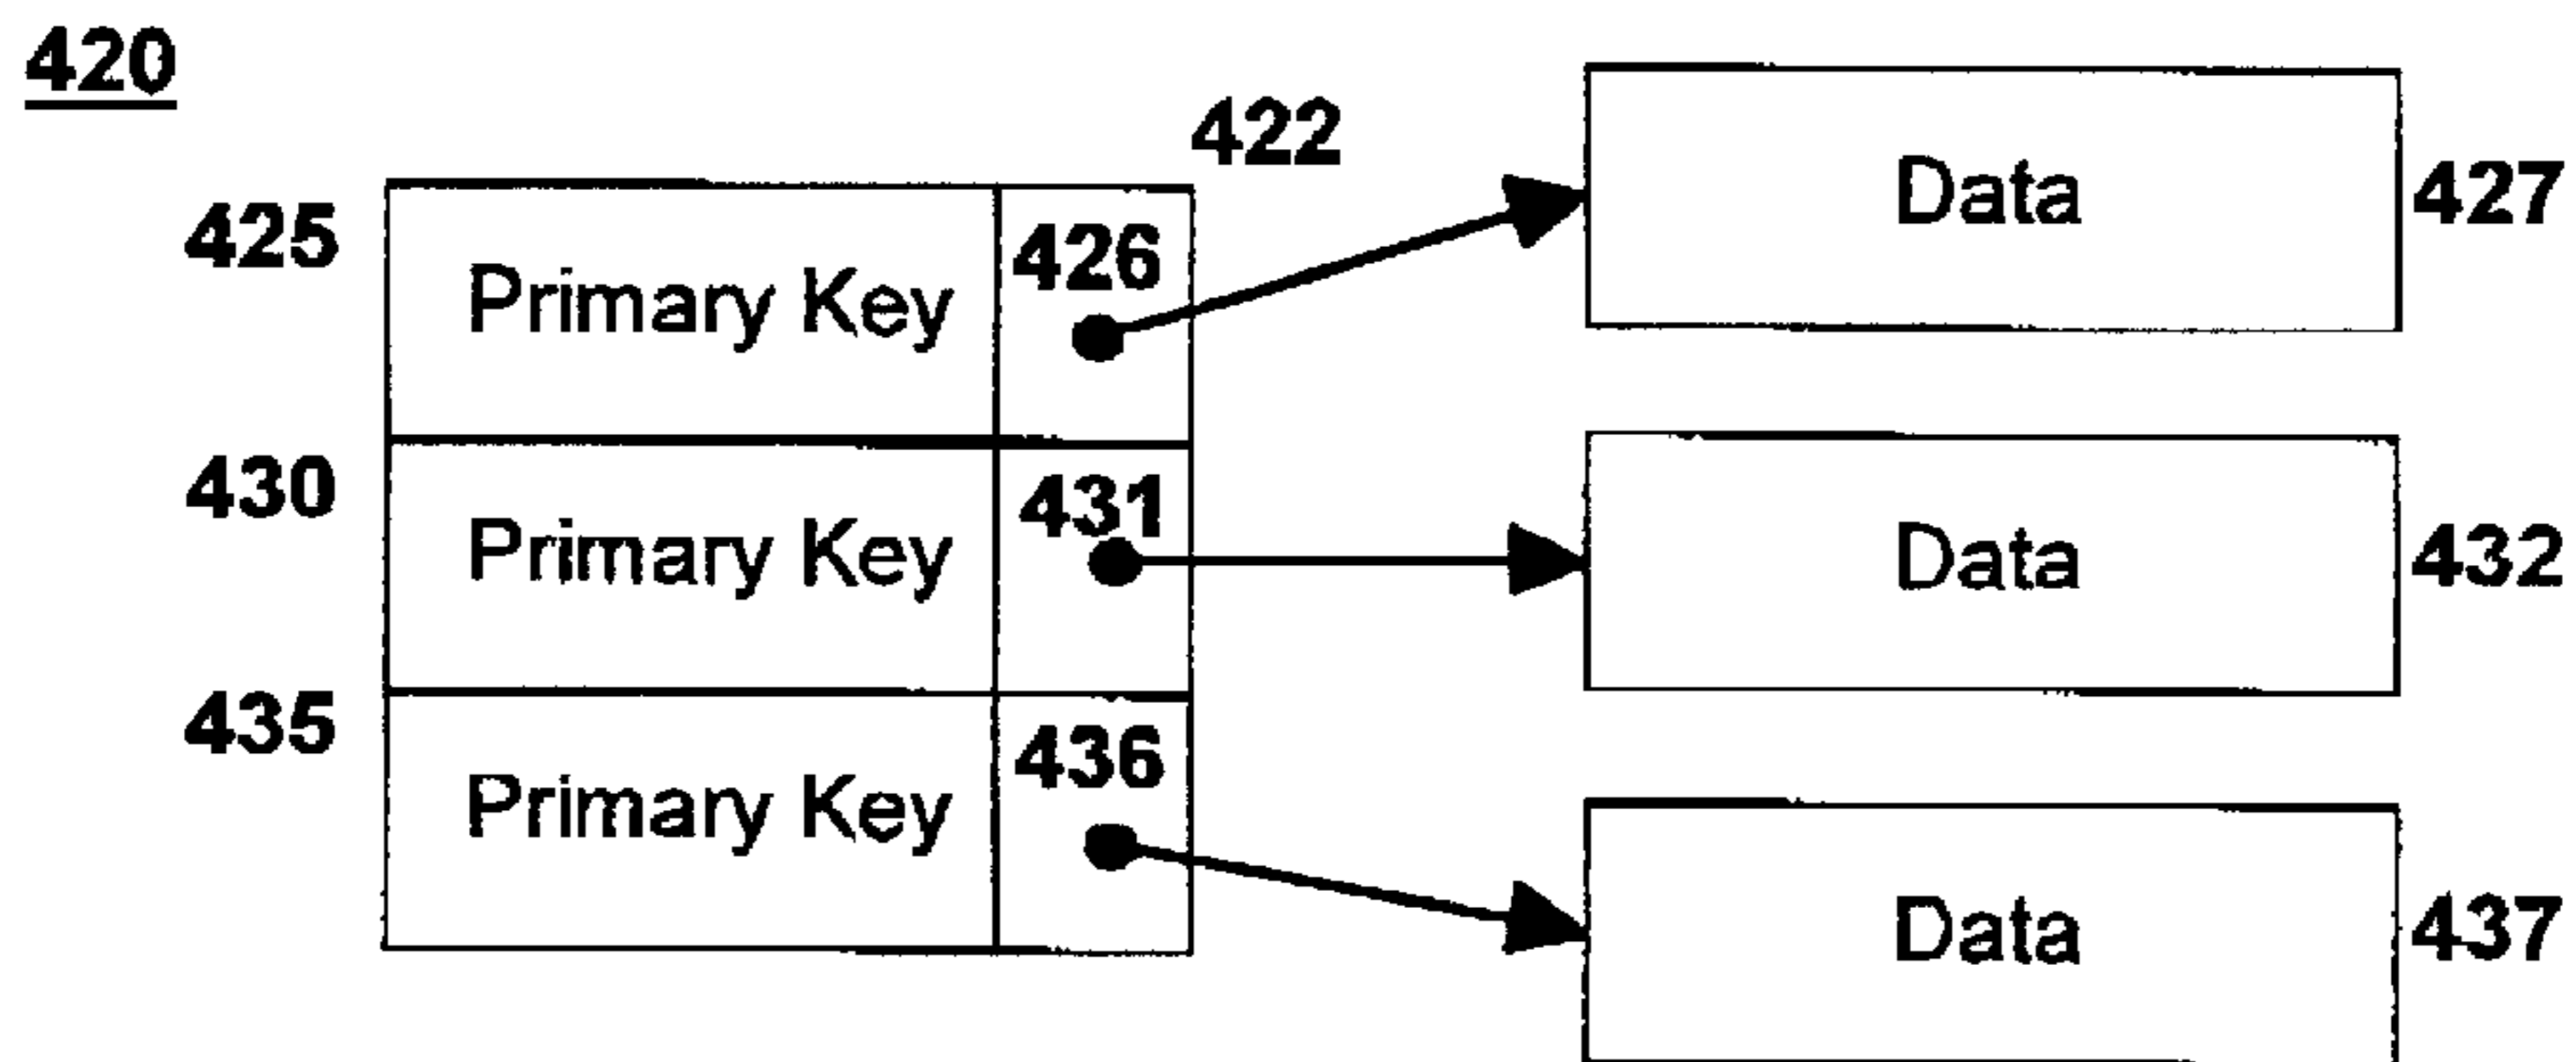 420
422
Data 427
425
Primary Key 426
430
Primary Key 431
Data 432
435
Primary Key 436
Data 437